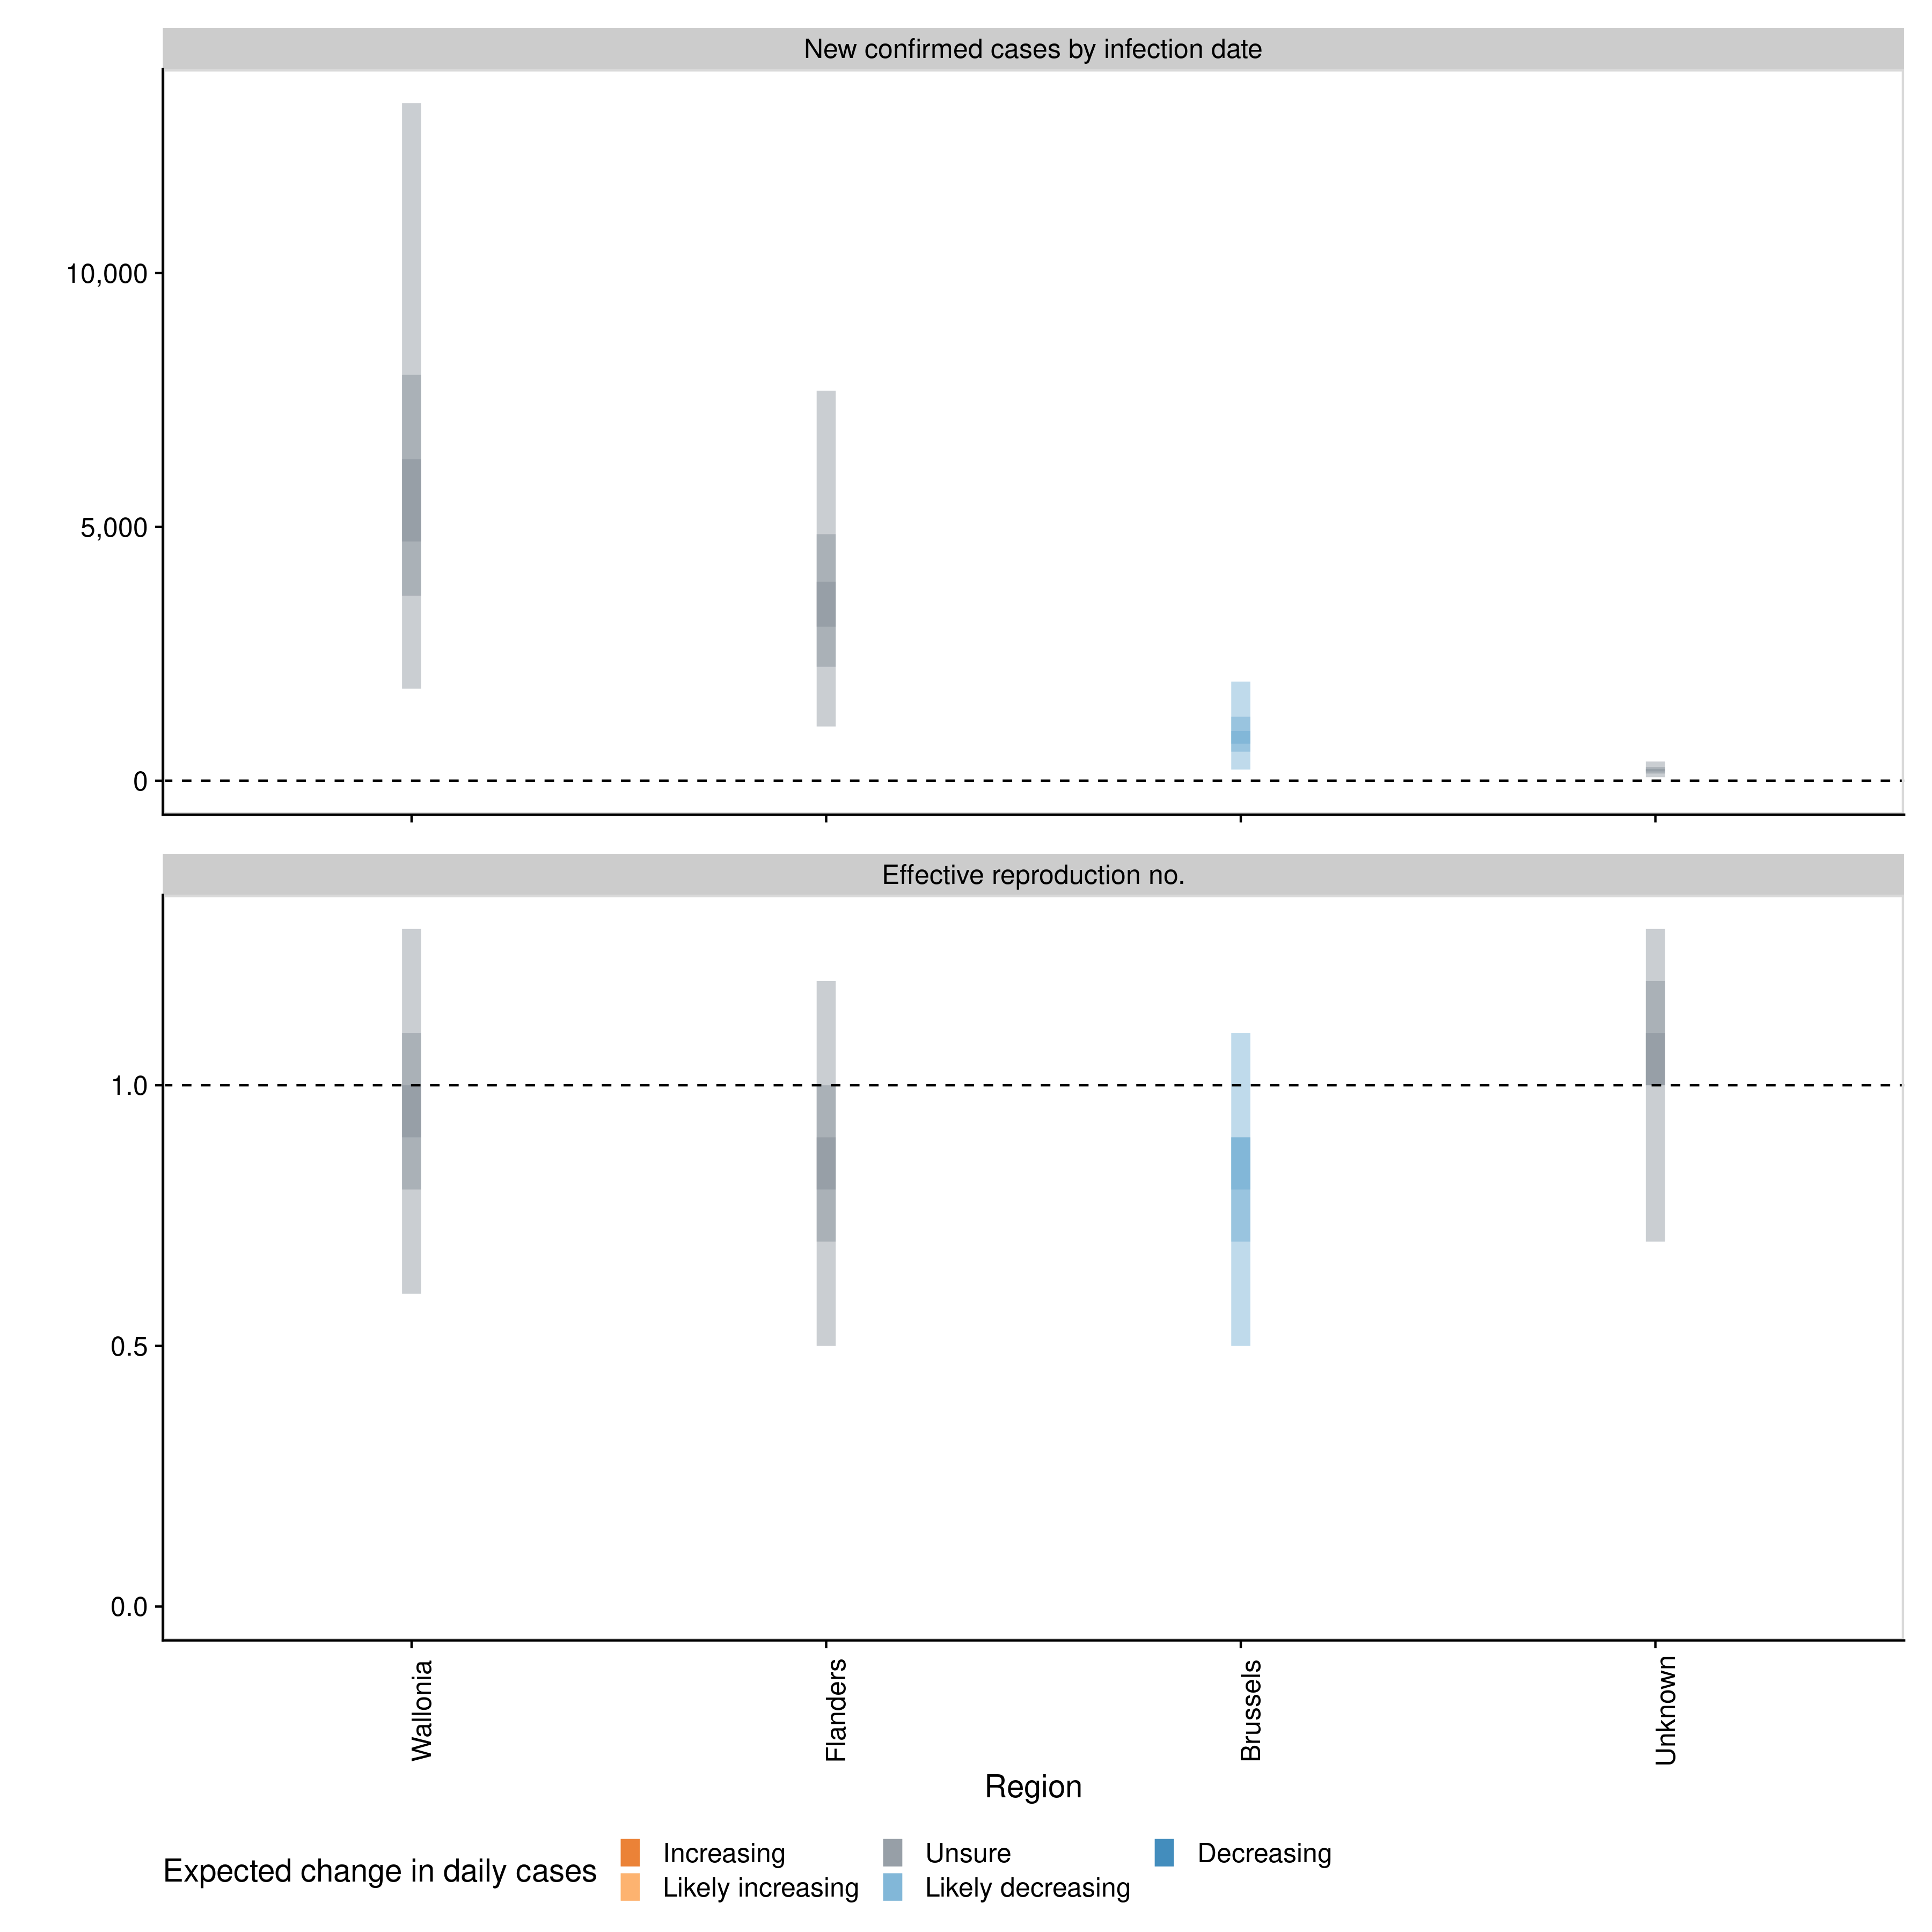 New confirmed cases by infection date
10,000
5,000
0
Effective reproduction no.
1.0
0.5
0.0
Wallonia
Flanders
Brussels
Unknown
Region
Expected change in daily cases
Increasing
Likely increasing
Unsure
Likely decreasing
Decreasing